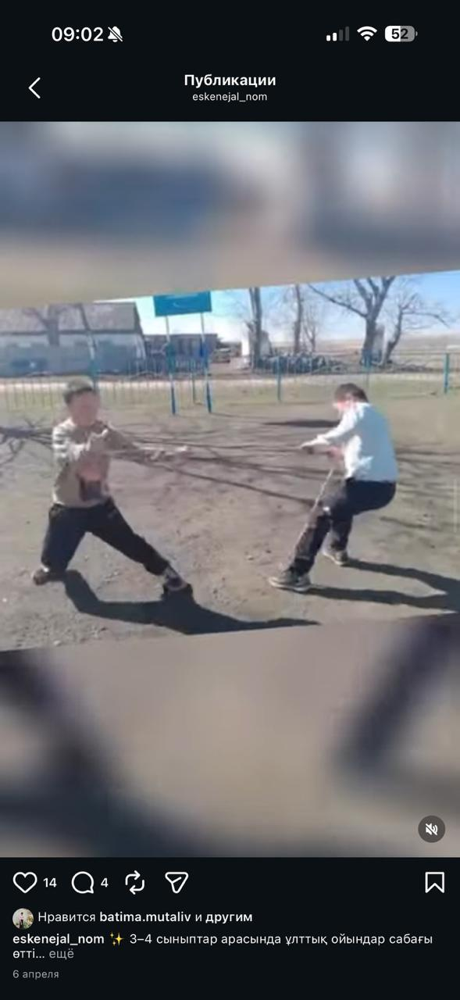 09:02
52
Публикации
eskenejal_nom
14
4
Нравится batima.mutaliv и другим
eskenejal_nom ✨ 3–4 сыныптар арасында ұлттық ойындар сабағы
өтті... ещё
6 апреля